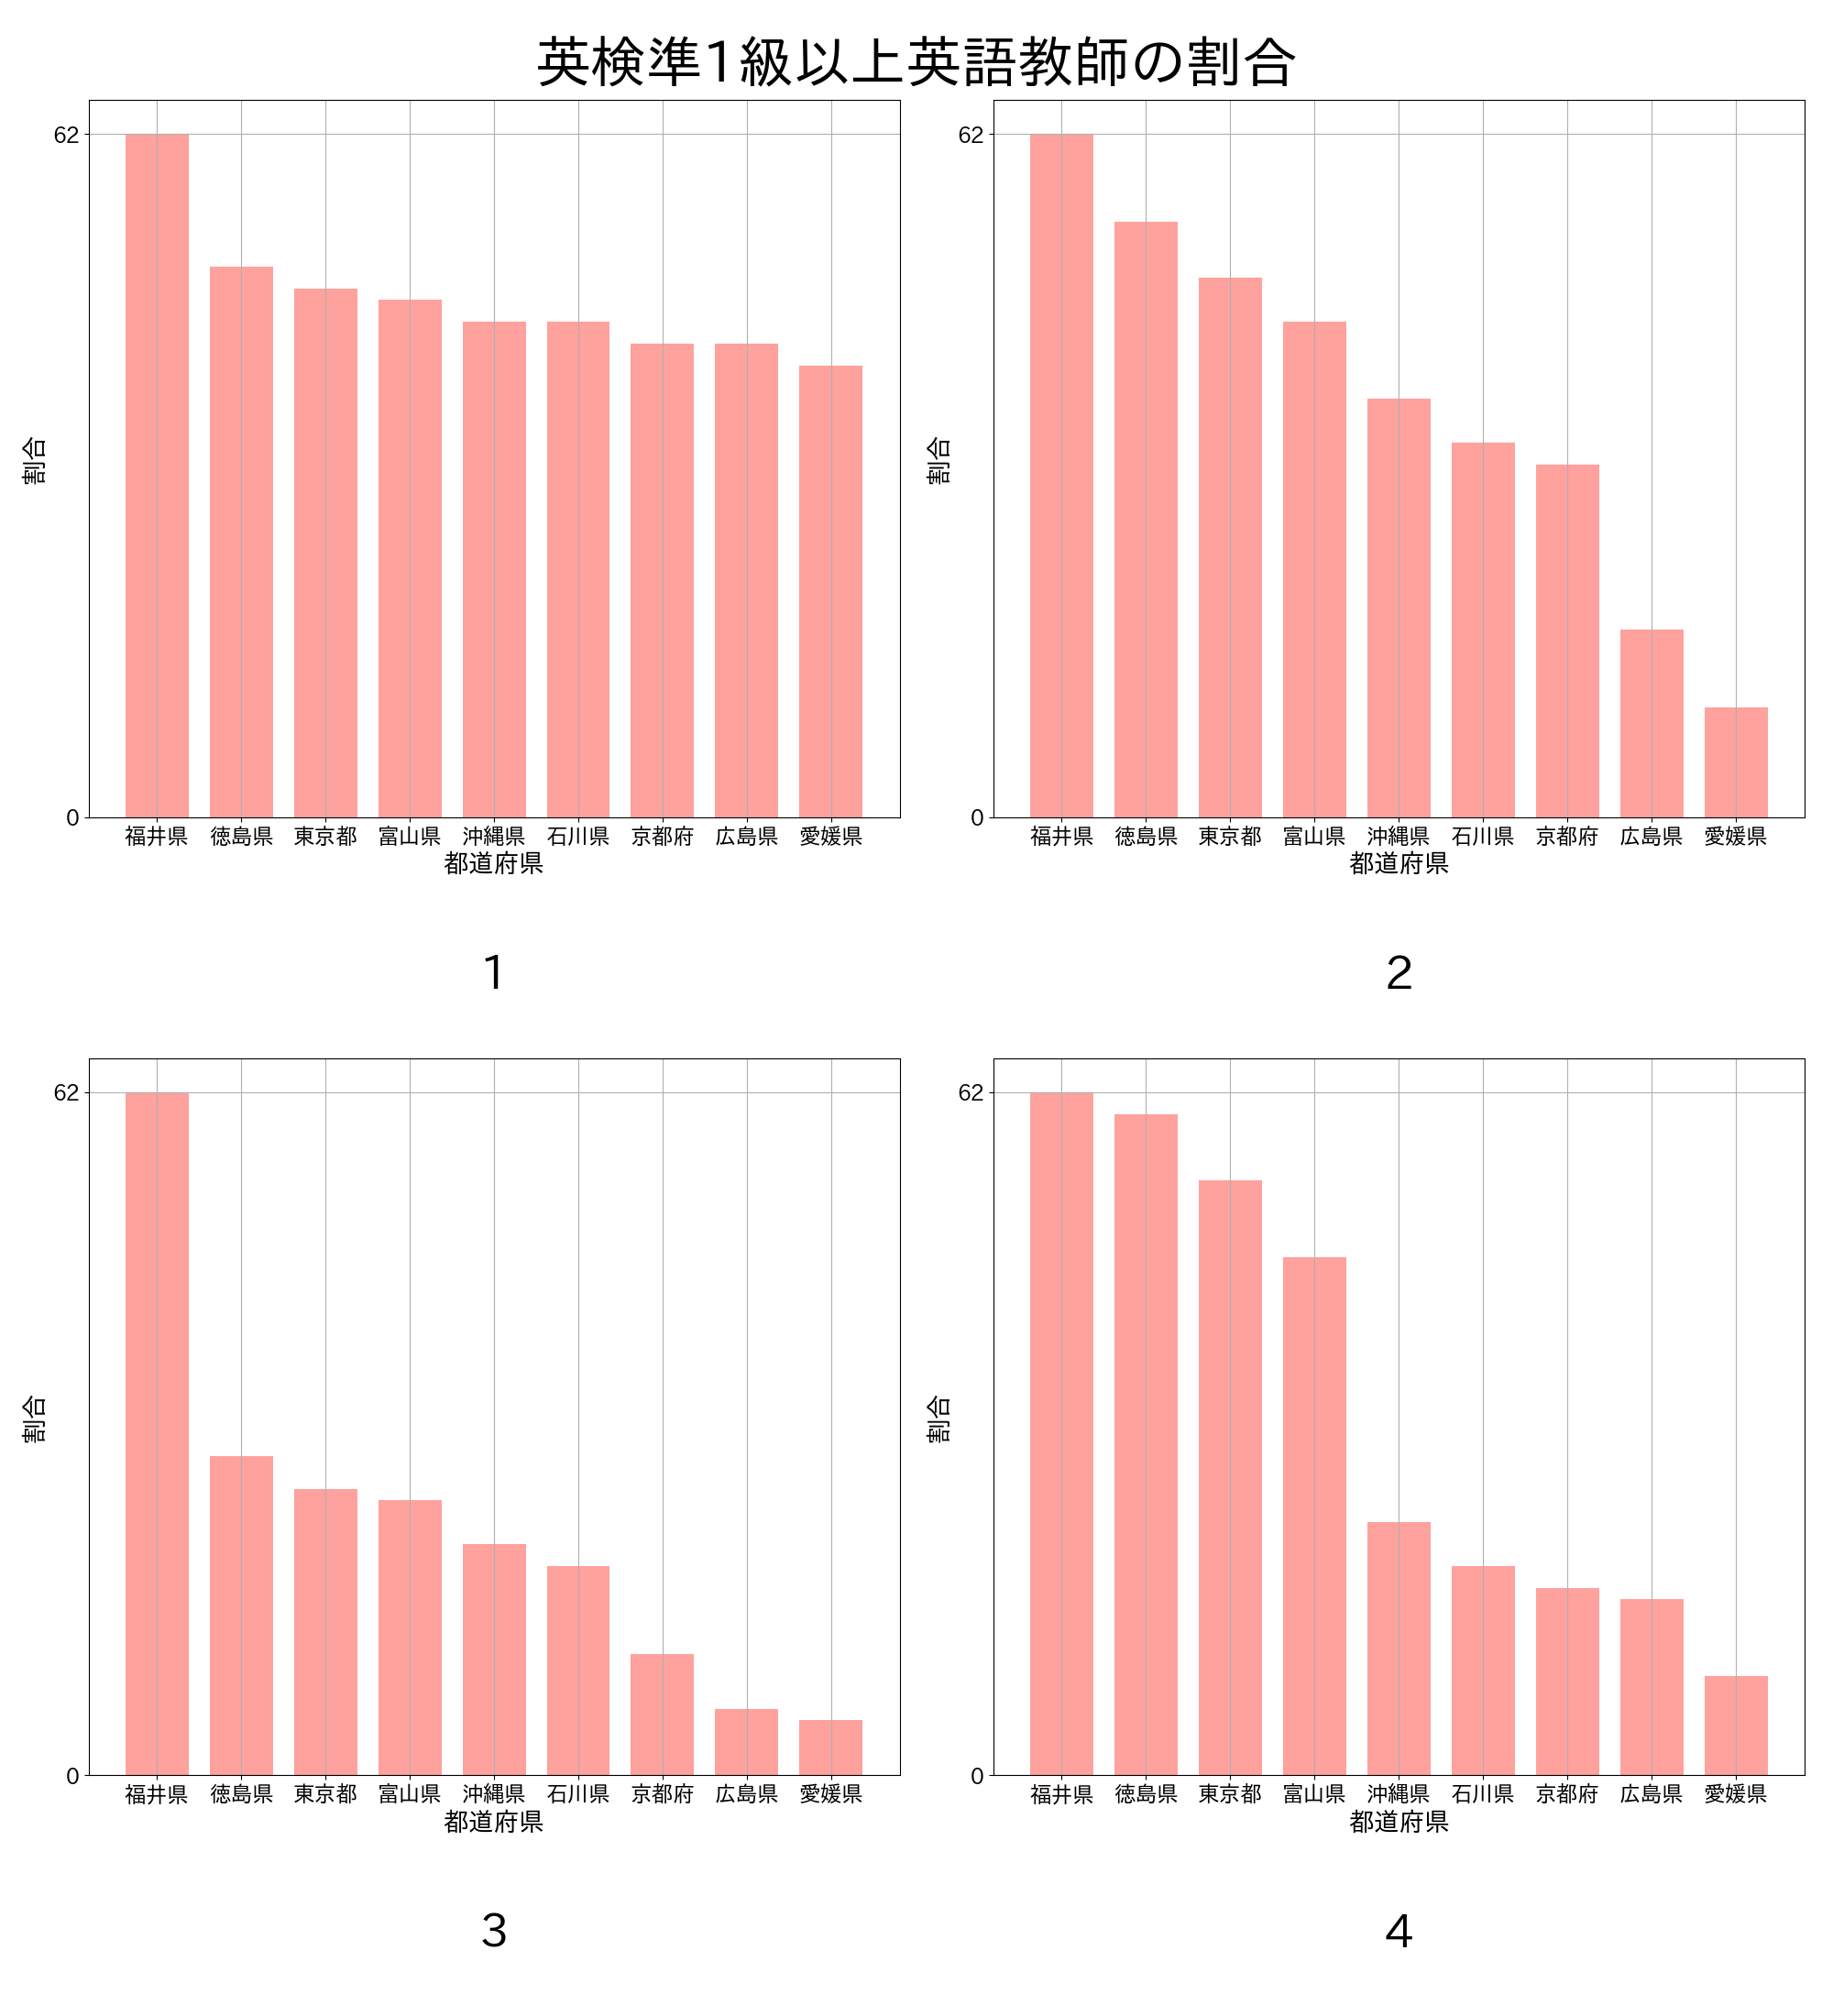 英検準1級以上英語教師の割合
62
0
割合
福井県 徳島県 東京都 富山県 沖縄県 石川県 京都府 広島県 愛媛県
都道府県
1
62
0
割合
福井県 徳島県 東京都 富山県 沖縄県 石川県 京都府 広島県 愛媛県
都道府県
2
62
0
割合
福井県 徳島県 東京都 富山県 沖縄県 石川県 京都府 広島県 愛媛県
都道府県
3
62
0
割合
福井県 徳島県 東京都 富山県 沖縄県 石川県 京都府 広島県 愛媛県
都道府県
4